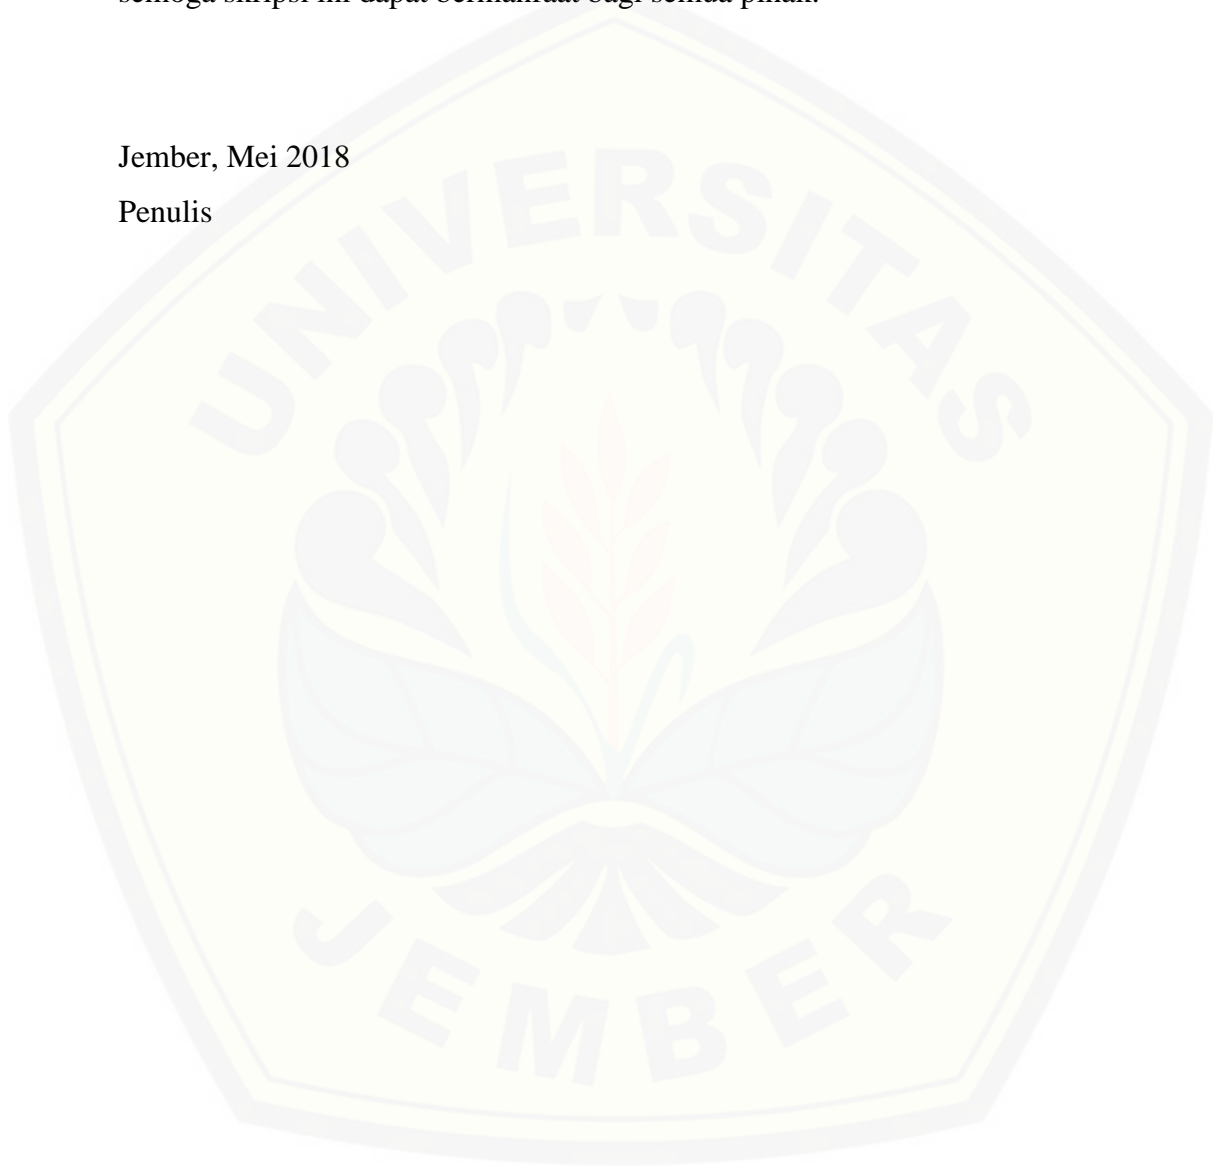 semoga skripsi ini dapat bermanfaat bagi semua pihak.
Jember, Mei 2018
Penulis
UNIVERSITAS
JEMBER